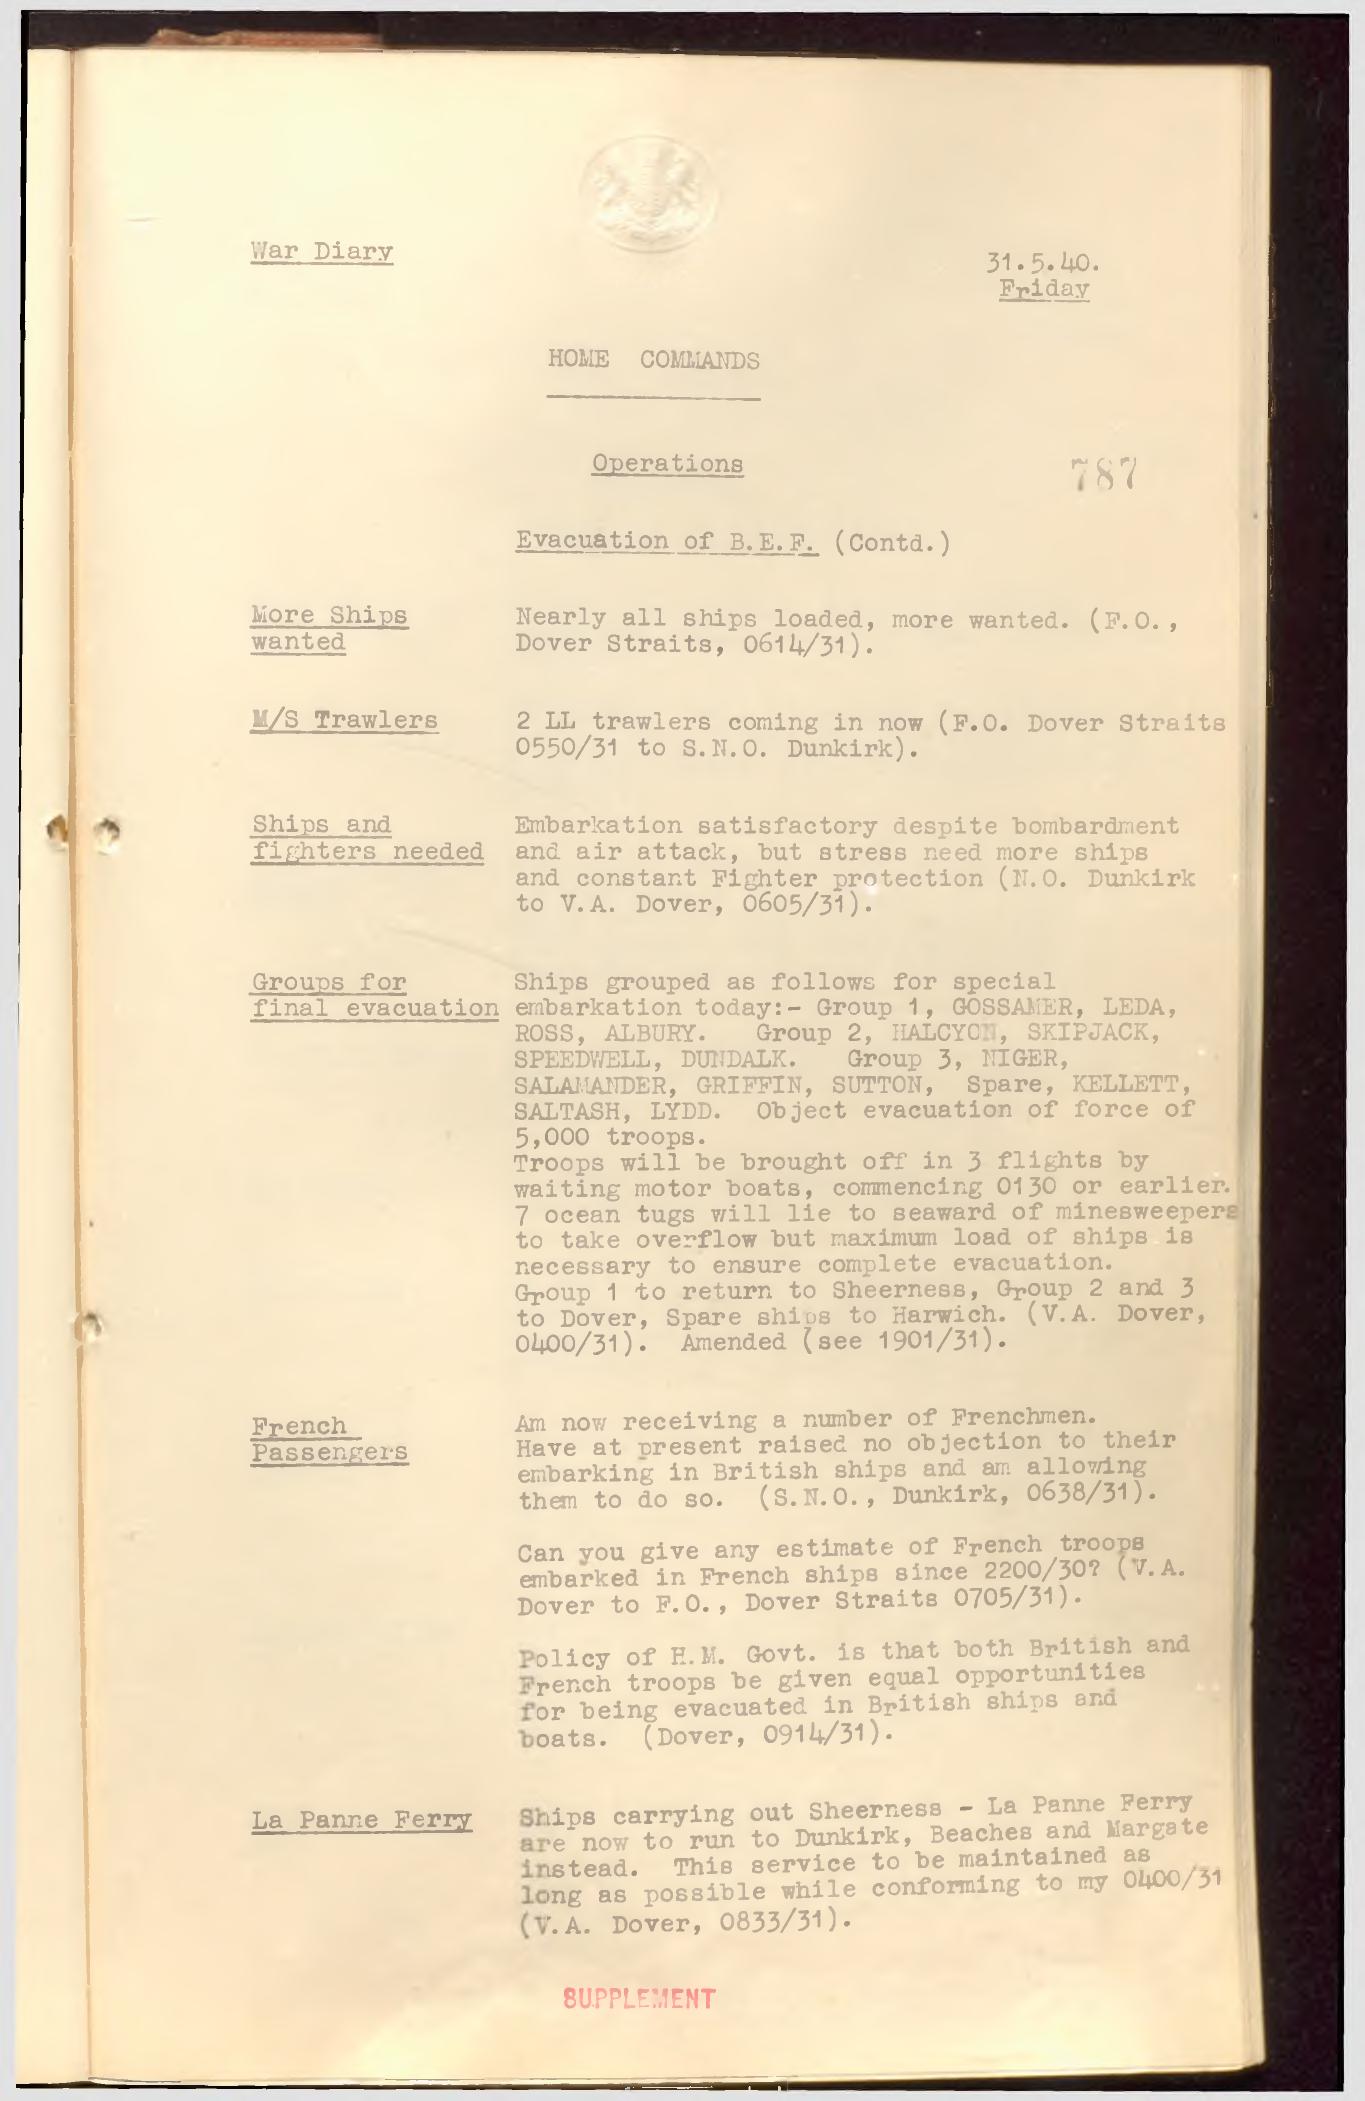 War Diary
31.5.40.
Friday
HOME COMMANDS
Operations
787
Evacuation of B.E.F. (Contd.)
More Ships
wanted
Nearly all ships loaded, more wanted. (F.O.,
Dover Straits, 0614/31).
M/S Trawlers
2 LL trawlers coming in now (F.O. Dover Straits
0550/31 to S.N.O. Dunkirk).
Ships and
fighters needed
Embarkation satisfactory despite bombardment
and air attack, but stress need more ships
and constant Fighter protection (N.O. Dunkirk
to V.A. Dover, 0605/31).
Groups for
final evacuation
Ships grouped as follows for special
embarkation today:- Group 1, GOSSAMER, LEDA,
ROSS, ALBURY. Group 2, HALCYON, SKIPJACK,
SPEEDWELL, DUNDALK. Group 3, NIGER,
SALAMANDER, GRIFFIN, SUTTON, Spare, KELLETT,
SALTASH, LYDD. Object evacuation of force of
5,000 troops.
Troops will be brought off in 3 flights by
waiting motor boats, commencing 0130 or earlier.
7 ocean tugs will lie to seaward of minesweepers
to take overflow but maximum load of ships is
necessary to ensure complete evacuation.
Group 1 to return to Sheerness, Group 2 and 3
to Dover, Spare ships to Harwich. (V.A. Dover,
0400/31). Amended (see 1901/31).
French
Passengers
Am now receiving a number of Frenchmen.
Have at present raised no objection to their
embarking in British ships and am allowing
them to do so. (S.N.O., Dunkirk, 0638/31).
Can you give any estimate of French troops
embarked in French ships since 2200/30? (V.A.
Dover to F.O., Dover Straits 0705/31).
Policy of H.M. Govt. is that both British and
French troops be given equal opportunities
for being evacuated in British ships and
boats. (Dover, 0914/31).
La Panne Ferry
Ships carrying out Sheerness - La Panne Ferry
are now to run to Dunkirk, Beaches and Margate
instead. This service to be maintained as
long as possible while conforming to my 0400/31
(V.A. Dover, 0833/31).
SUPPLEMENT